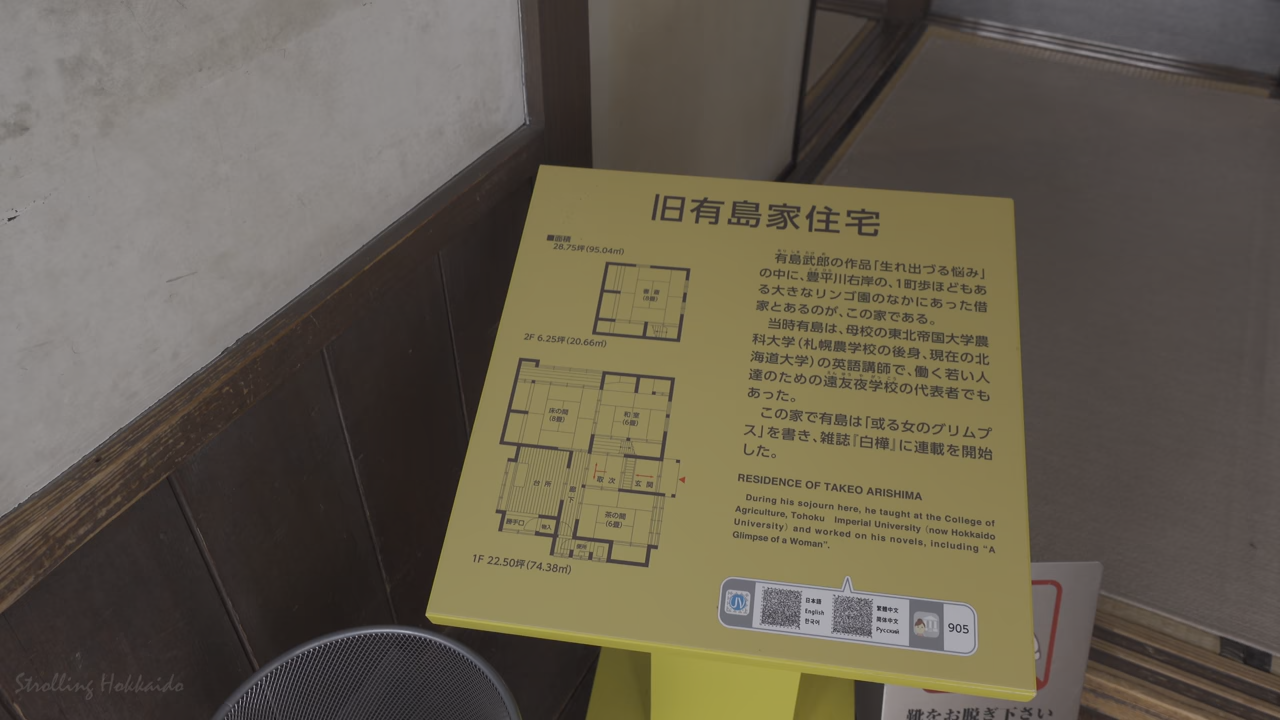 旧有島家住宅
■面積
28.75坪(95.04㎡)
書斎
(8畳)
2F 6.25坪(20.66㎡)
床の間
(8畳)
和室
(6畳)
台所
廊下
取次
玄関
勝手口
物入
茶の間
(6畳)
便所
1F 22.50坪(74.38㎡)
有島武郎の作品「生れ出づる悩み」
の中に、豊平川右岸の、1町歩ほどもあ
る大きなリンゴ園のなかにあった借
家とあるのが、この家である。
当時有島は、母校の東北帝国大学農
科大学(札幌農学校の後身、現在の北
海道大学)の英語講師で、働く若い人
達のための遠友夜学校の代表者でも
あった。
この家で有島は「或る女のグリムプ
ス」を書き、雑誌『白樺』に連載を開始
した。
RESIDENCE OF TAKEO ARISHIMA
During his sojourn here, he taught at the College of
Agriculture, Tohoku Imperial University (now Hokkaido
University) and worked on his novels, including "A
Glimpse of a Woman".
JV
日本語
English
한국어
繁體中文
简体中文
Русский
905
靴をお脱ぎ下さい
Strolling Hokkaido